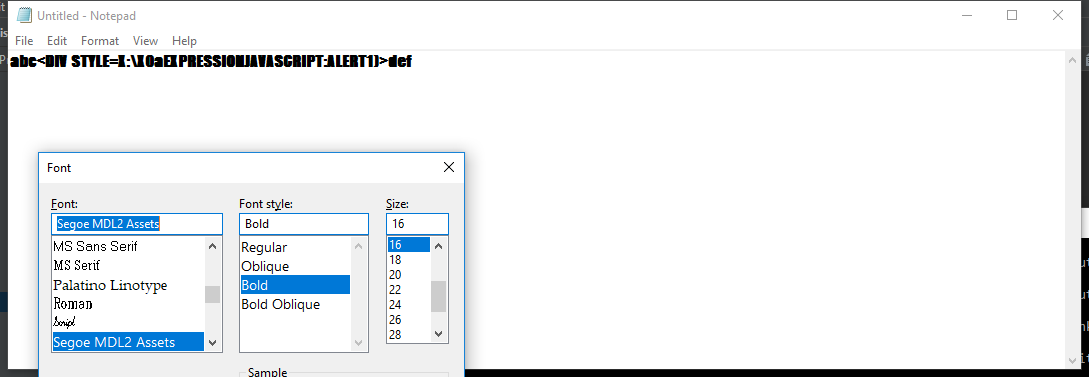 Untitled - Notepad
File Edit Format View Help
abc<DIV STYLE=X:\X0aEXPRESSIONJAVASCRIPT:ALERT1)>def
Font
Font: Font style: Size:
Segoe MDL2 Assets Bold 16
MS Sans Serif Regular 16
MS Serif Oblique 18
Palatino Linotype Bold 20
Roman Bold Oblique 22
Script 24
Segoe MDL2 Assets 26
28
Sample